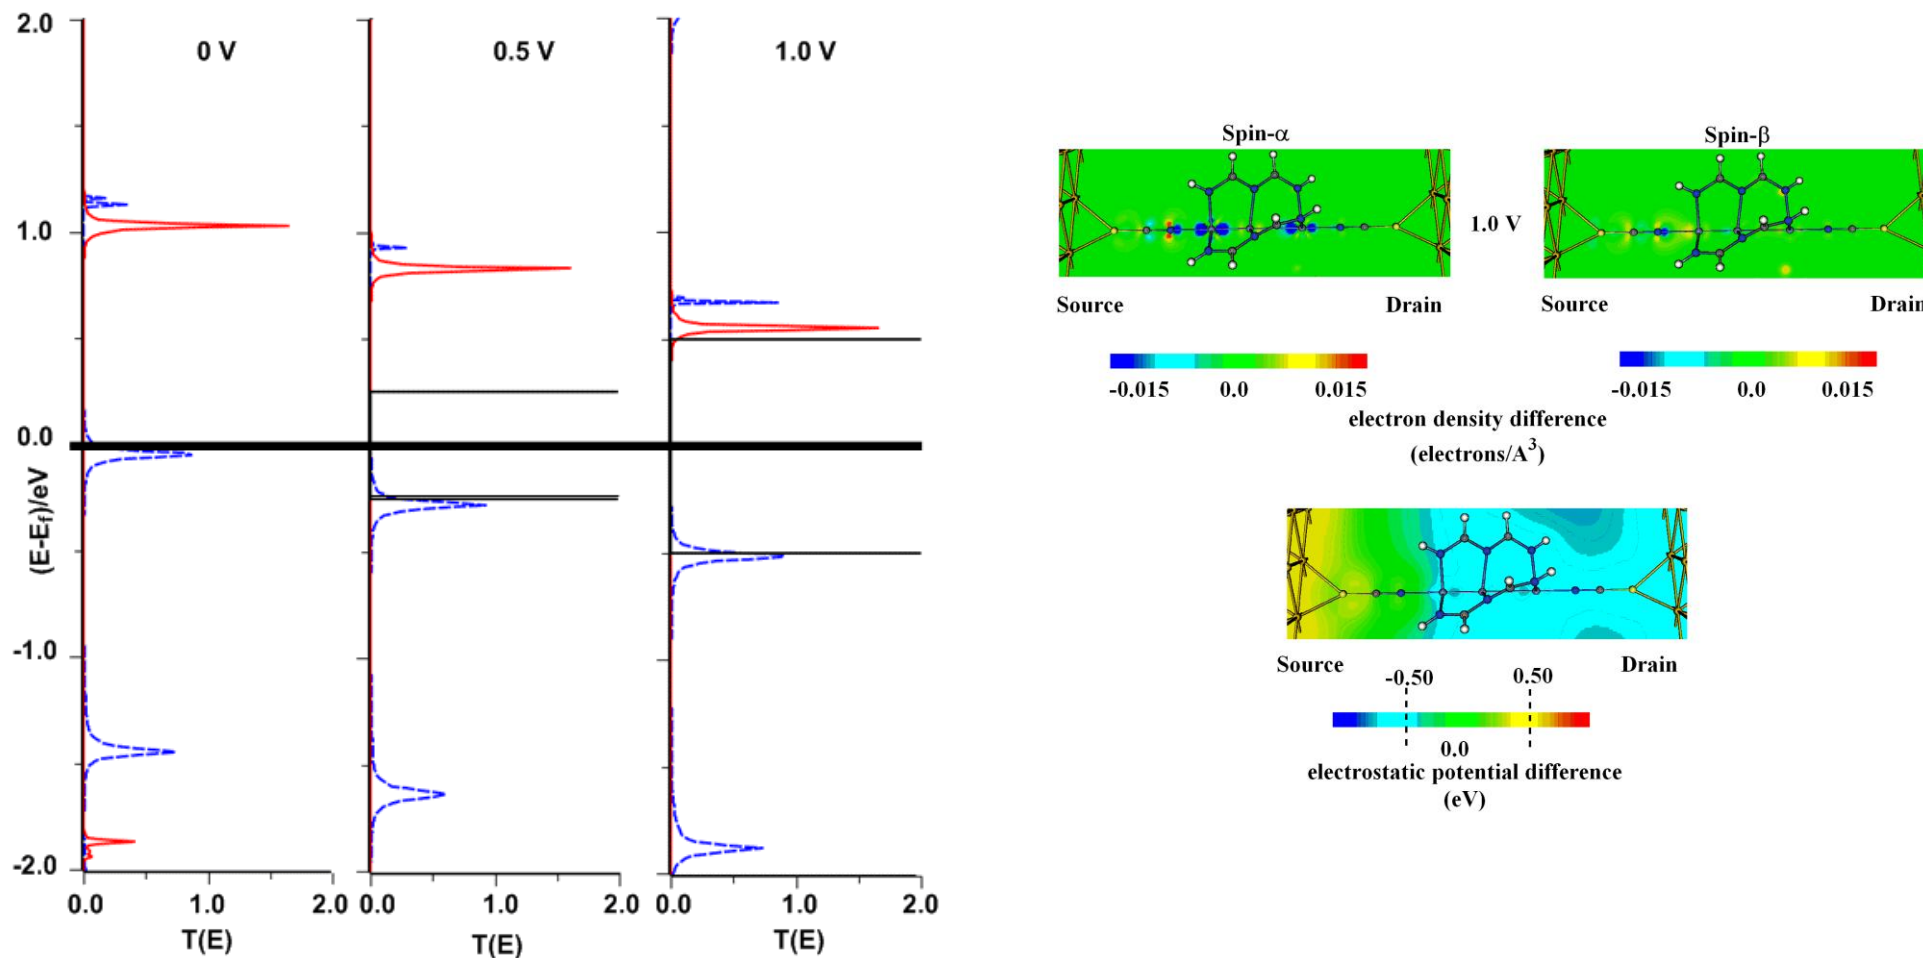 0 V 0.5 V 1.0 V
2.0
1.0
0.0
-1.0
-2.0
(E-Ef)/eV
0.0 1.0 2.0 0.0 1.0 2.0 0.0 1.0 2.0
T(E) T(E) T(E)
Spin-α Spin-β
1.0 V
Source Drain Source Drain
-0.015 0.0 0.015 -0.015 0.0 0.015
electron density difference
(electrons/A³)
Source Drain
-0.50 0.50
0.0
electrostatic potential difference
(eV)